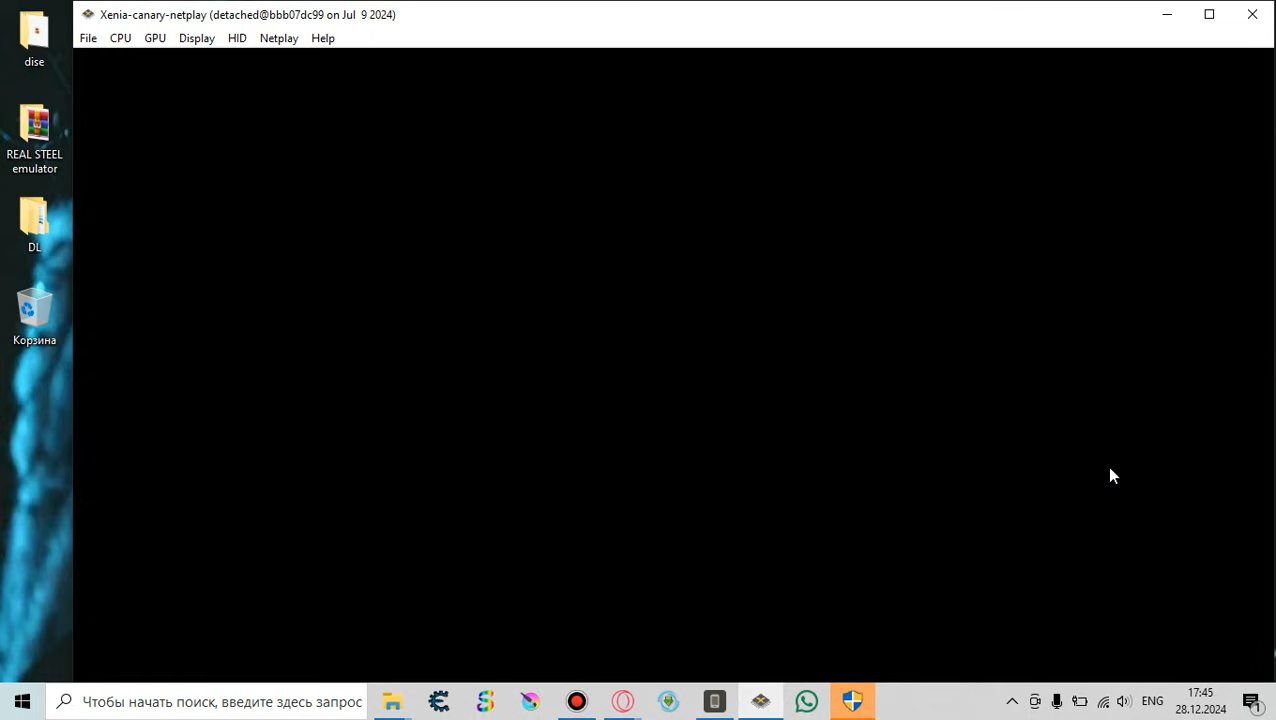 Xenia-canary-netplay (detached@bbb07dc99 on Jul 9 2024)
File CPU GPU Display HID Netplay Help
dise
REAL STEEL
emulator
DL
Корзина
Чтобы начать поиск, введите здесь запрос
ENG
17:45
28.12.2024
1